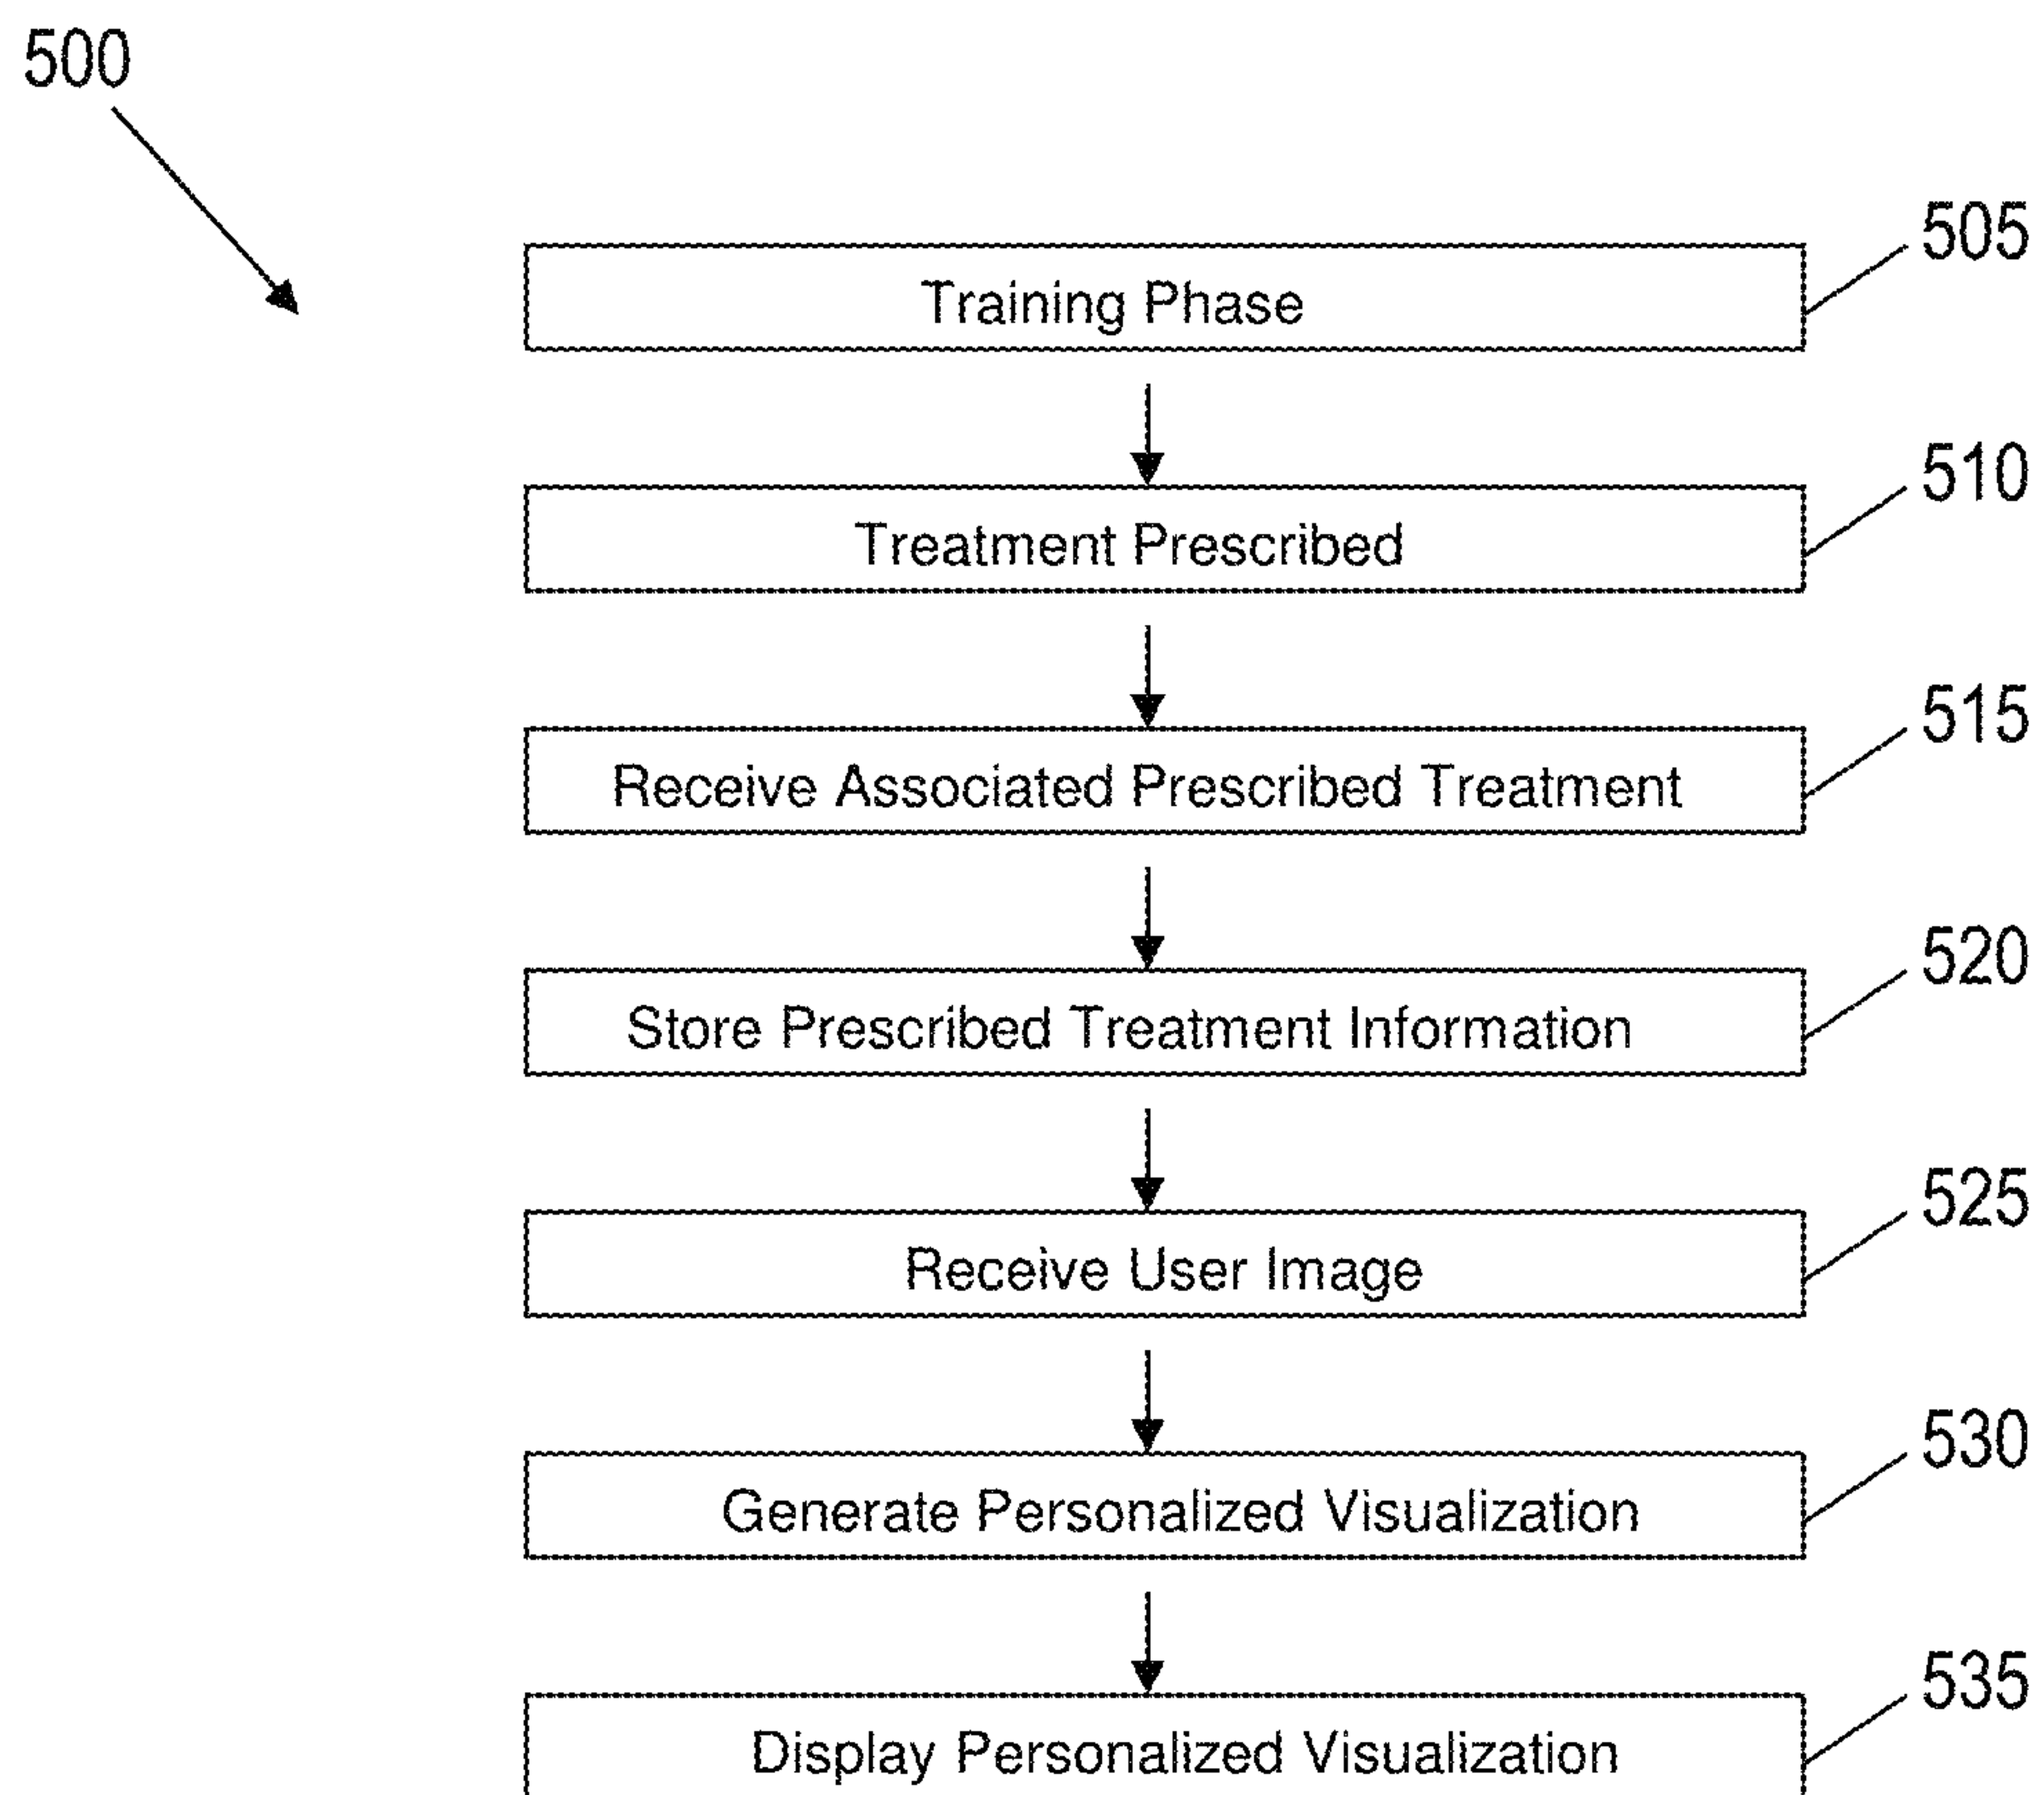 500
Training Phase 505
Treatment Prescribed 510
Receive Associated Prescribed Treatment 515
Store Prescribed Treatment Information 520
Receive User Image 525
Generate Personalized Visualization 530
Display Personalized Visualization 535